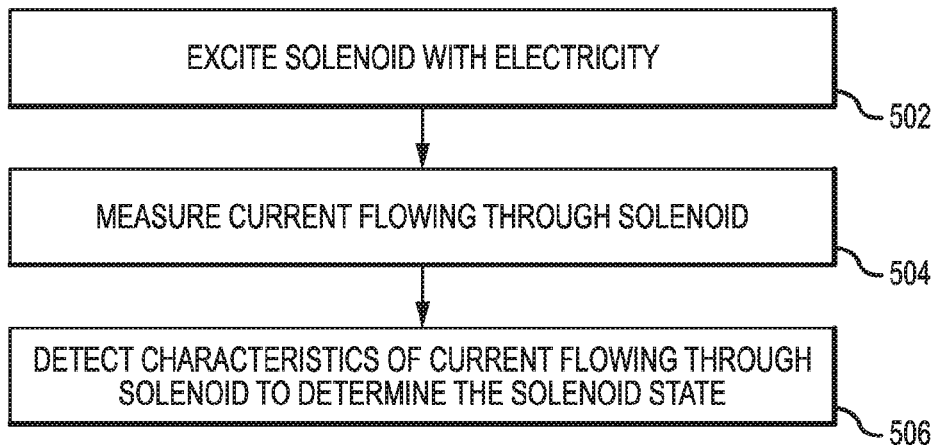 EXCITE SOLENOID WITH ELECTRICITY
502
MEASURE CURRENT FLOWING THROUGH SOLENOID
504
DETECT CHARACTERISTICS OF CURRENT FLOWING THROUGH
SOLENOID TO DETERMINE THE SOLENOID STATE
506